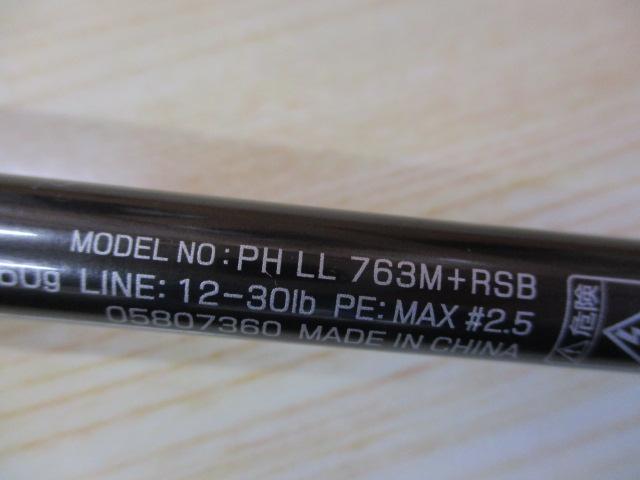 MODEL NO: PH LL 763M+RSB
60g LINE: 12-30lb PE: MAX #2.5
05807360 MADE IN CHINA
危険